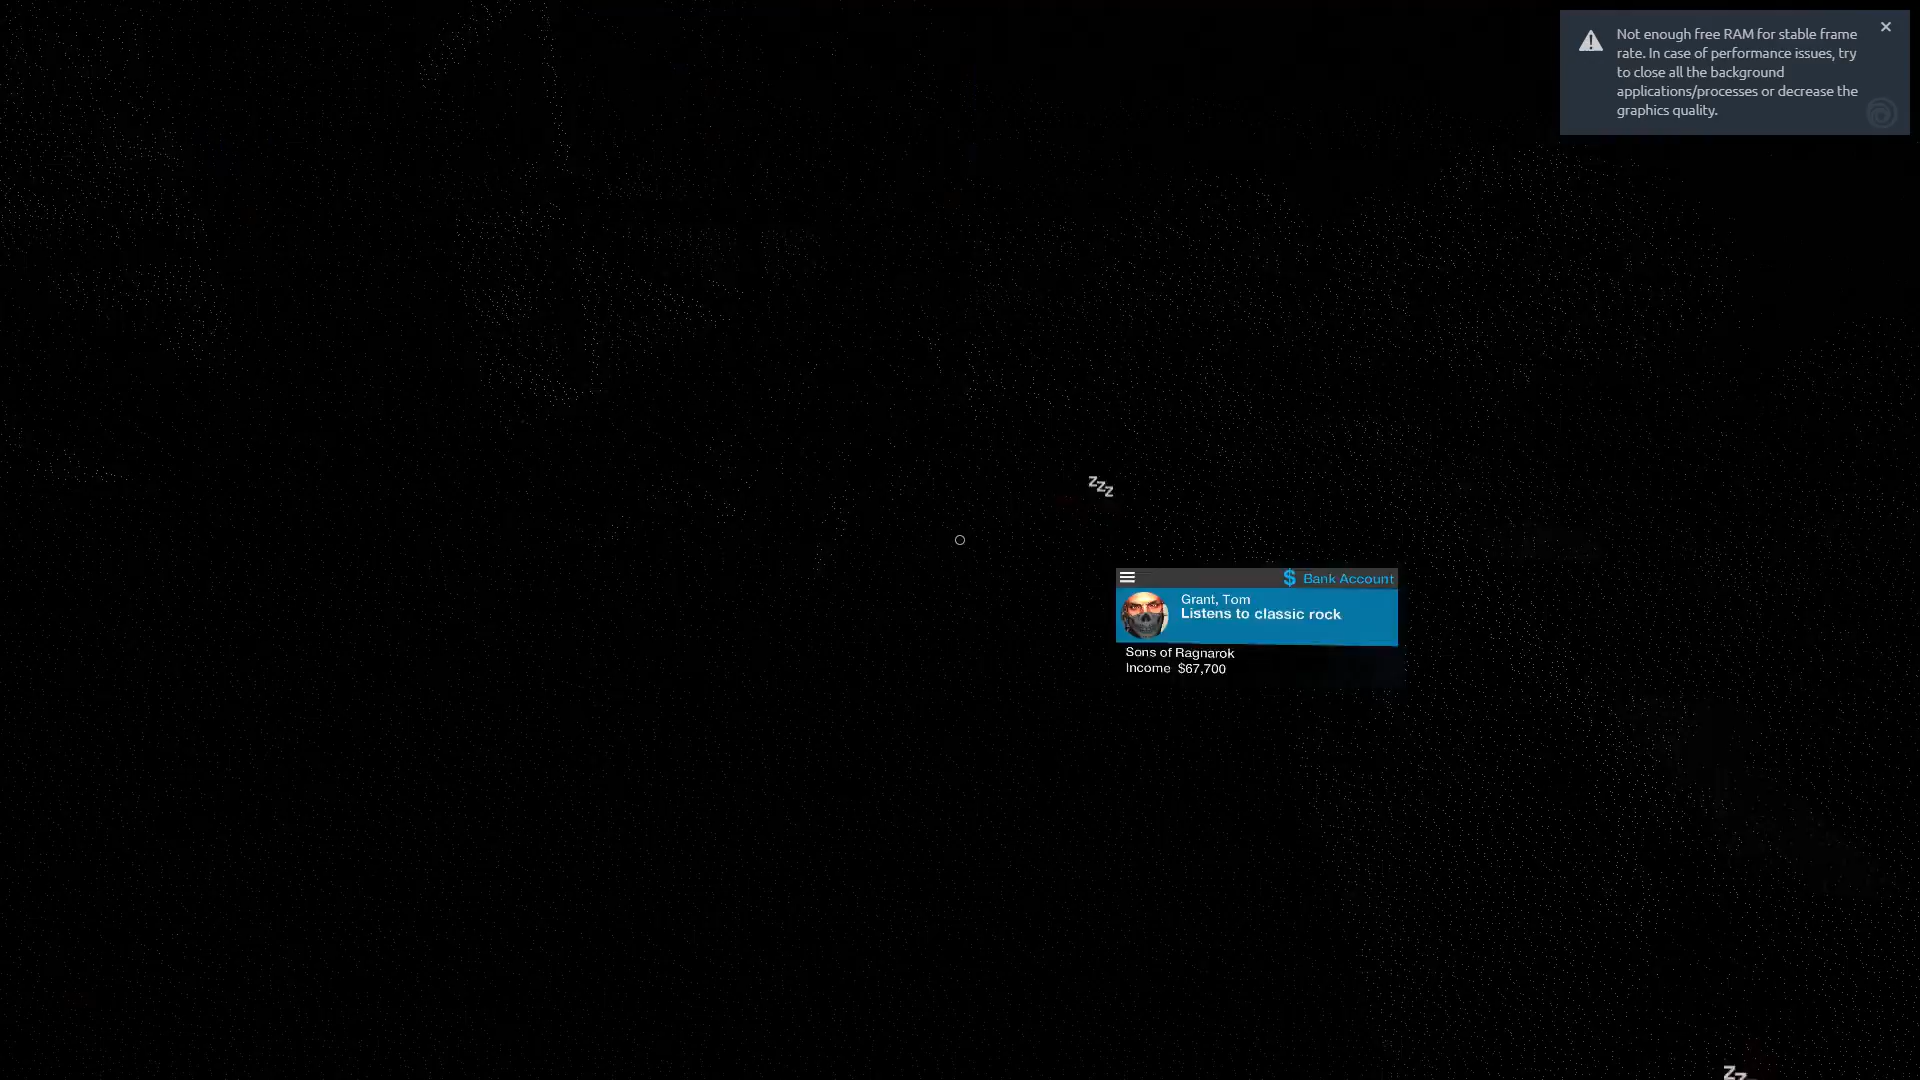 Not enough free RAM for stable frame
rate. In case of performance issues, try
to close all the background
applications/processes or decrease the
graphics quality.
zzz
$ Bank Account
Grant, Tom
Listens to classic rock
Sons of Ragnarok
Income $67,700
zz